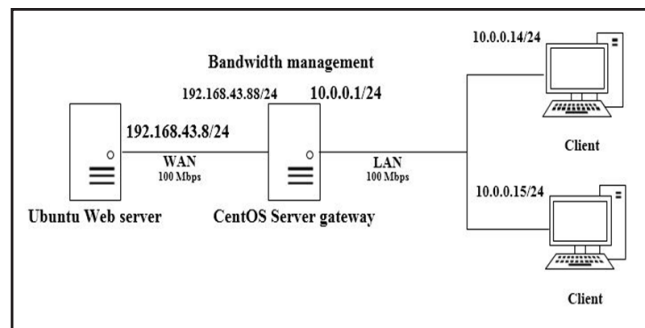 10.0.0.14/24
Bandwidth management
192.168.43.88/24
10.0.0.1/24
192.168.43.8/24
WAN
100 Mbps
LAN
100 Mbps
Client
10.0.0.15/24
Ubuntu Web server
CentOS Server gateway
Client